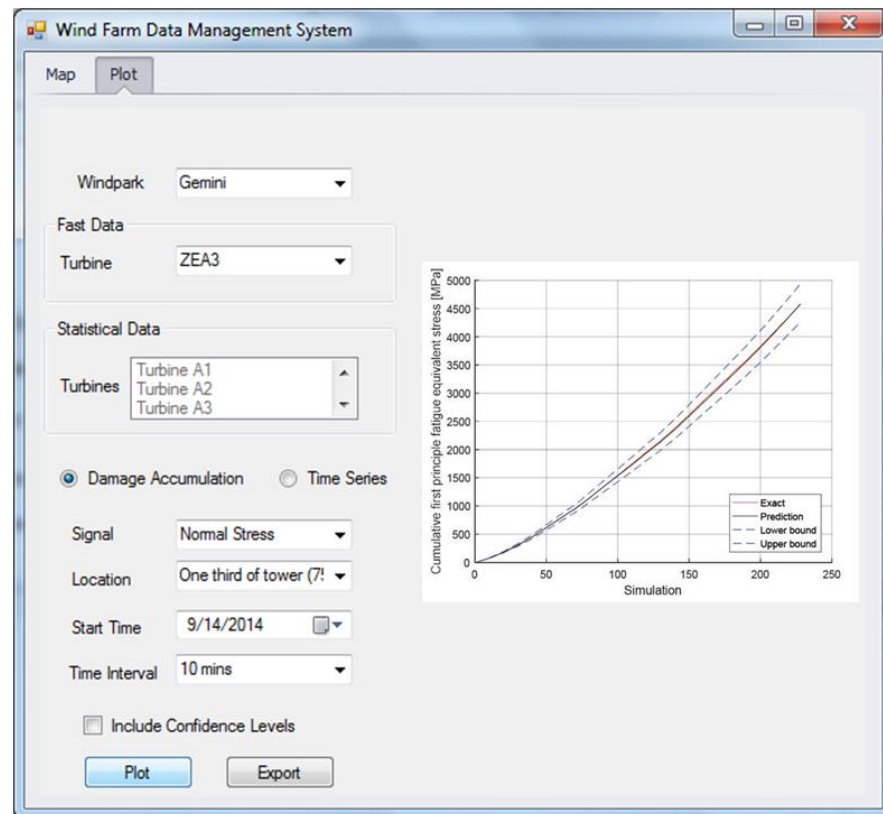 Wind Farm Data Management System
Map Plot
Windpark Gemini
Fast Data
Turbine ZEA3
Statistical Data
Turbines
Turbine A1
Turbine A2
Turbine A3
Damage Accumulation Time Series
Signal Normal Stress
Location One third of tower (7
Start Time 9/14/2014
Time Interval 10 mins
Include Confidence Levels
Plot Export
Cumulative first principle fatigue equivalent stress [MPa]
5000
4500
4000
3500
3000
2500
2000
1500
1000
500
0
0 50 100 150 200 250
Simulation
Exact
Prediction
Lower bound
Upper bound